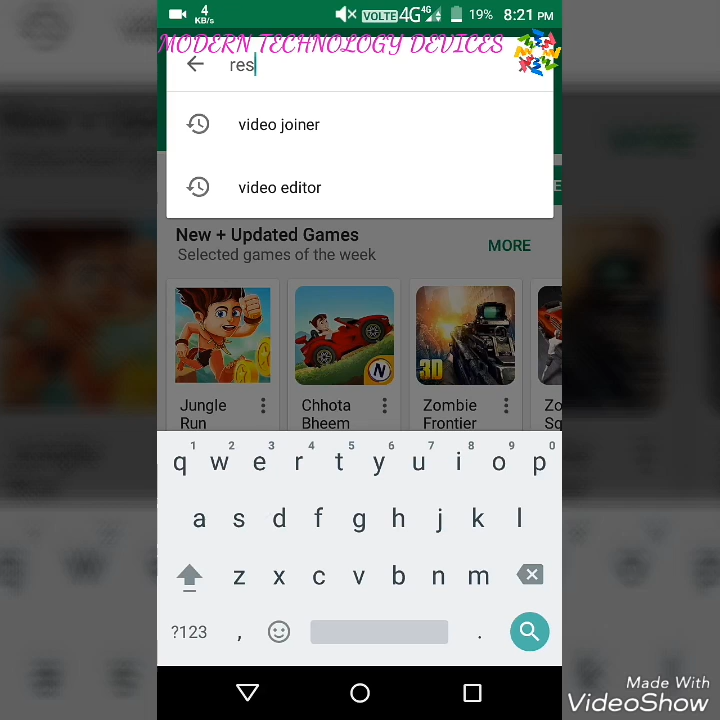 4
KB/s
VOLTE 4G 4G 19% 8:21 PM
MODERN TECHNOLOGY DEVICES
res
video joiner
video editor
E
New + Updated Games
Selected games of the week
MORE
N
3D
Jungle
Run
Chhota
Bheem
Zombie
Frontier
Zo
Sq
1 2 3 4 5 6 7 8 9 0
q w e r t y u i o p
a s d f g h j k l
z x c v b n m
?123 , .
Made With
VideoShow